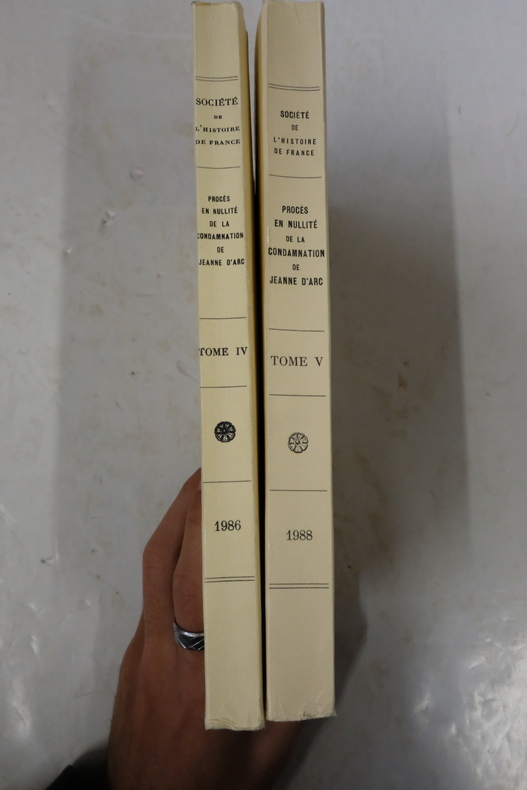 SOCIÉTÉ
DE
L'HISTOIRE
DE FRANCE
PROCÈS
EN NULLITÉ
DE LA
CONDAMNATION
DE
JEANNE D'ARC
TOME IV
1986
SOCIÉTÉ
DE
L'HISTOIRE
DE FRANCE
PROCÈS
EN NULLITÉ
DE LA
CONDAMNATION
DE
JEANNE D'ARC
TOME V
1988